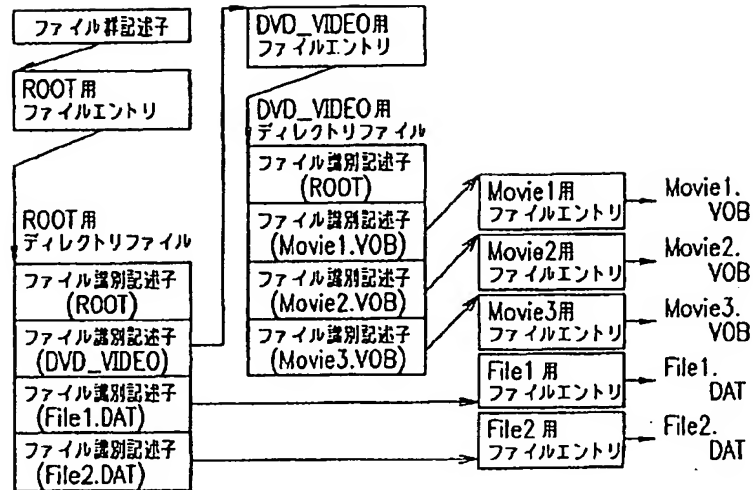 ファイル群記述子
ROOT用
ファイルエントリ
ROOT用
ディレクトリファイル
ファイル識別記述子
(ROOT)
ファイル識別記述子
(DVD_VIDEO)
ファイル識別記述子
(File1.DAT)
ファイル識別記述子
(File2.DAT)
DVD_VIDEO用
ファイルエントリ
DVD_VIDEO用
ディレクトリファイル
ファイル識別記述子
(ROOT)
ファイル識別記述子
(Movie1.VOB)
ファイル識別記述子
(Movie2.VOB)
ファイル識別記述子
(Movie3.VOB)
Movie1用
ファイルエントリ
Movie1.
VOB
Movie2用
ファイルエントリ
Movie2.
VOB
Movie3用
ファイルエントリ
Movie3.
VOB
File1用
ファイルエントリ
File1.
DAT
File2用
ファイルエントリ
File2.
DAT